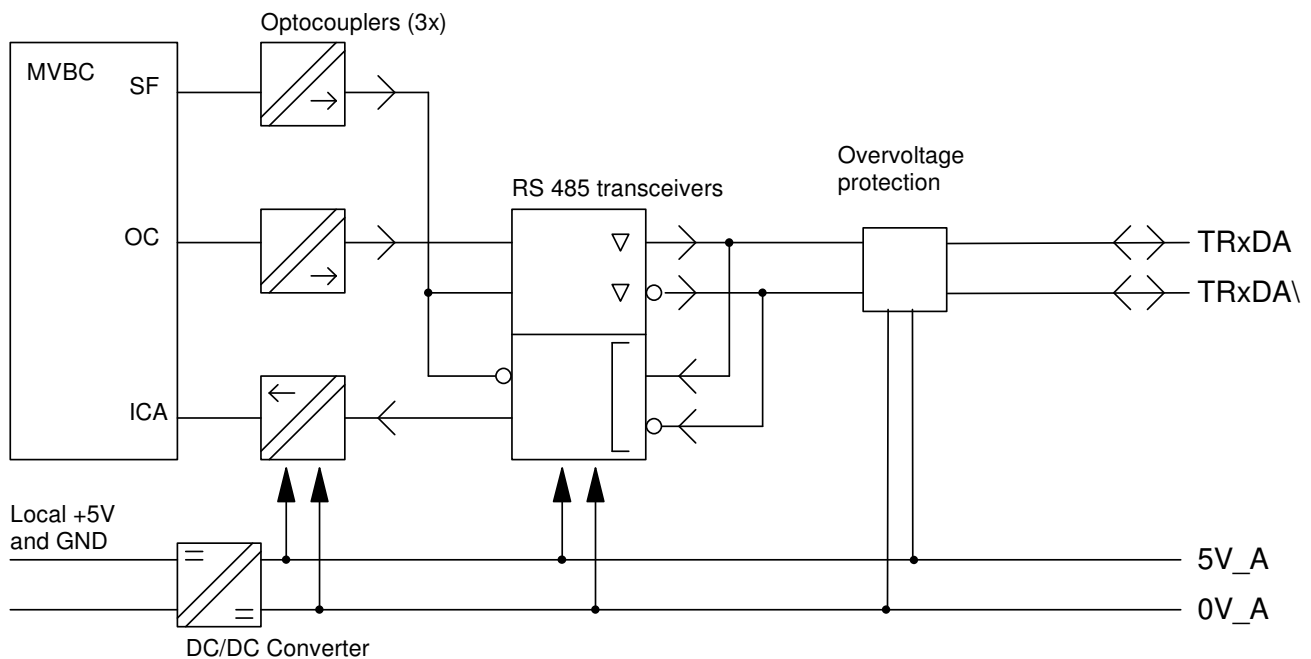 Optocouplers (3x)
MVBC
SF
Overvoltage
protection
RS 485 transceivers
OC
TRxDA
TRxDA\
ICA
Local +5V
and GND
5V_A
0V_A
DC/DC Converter